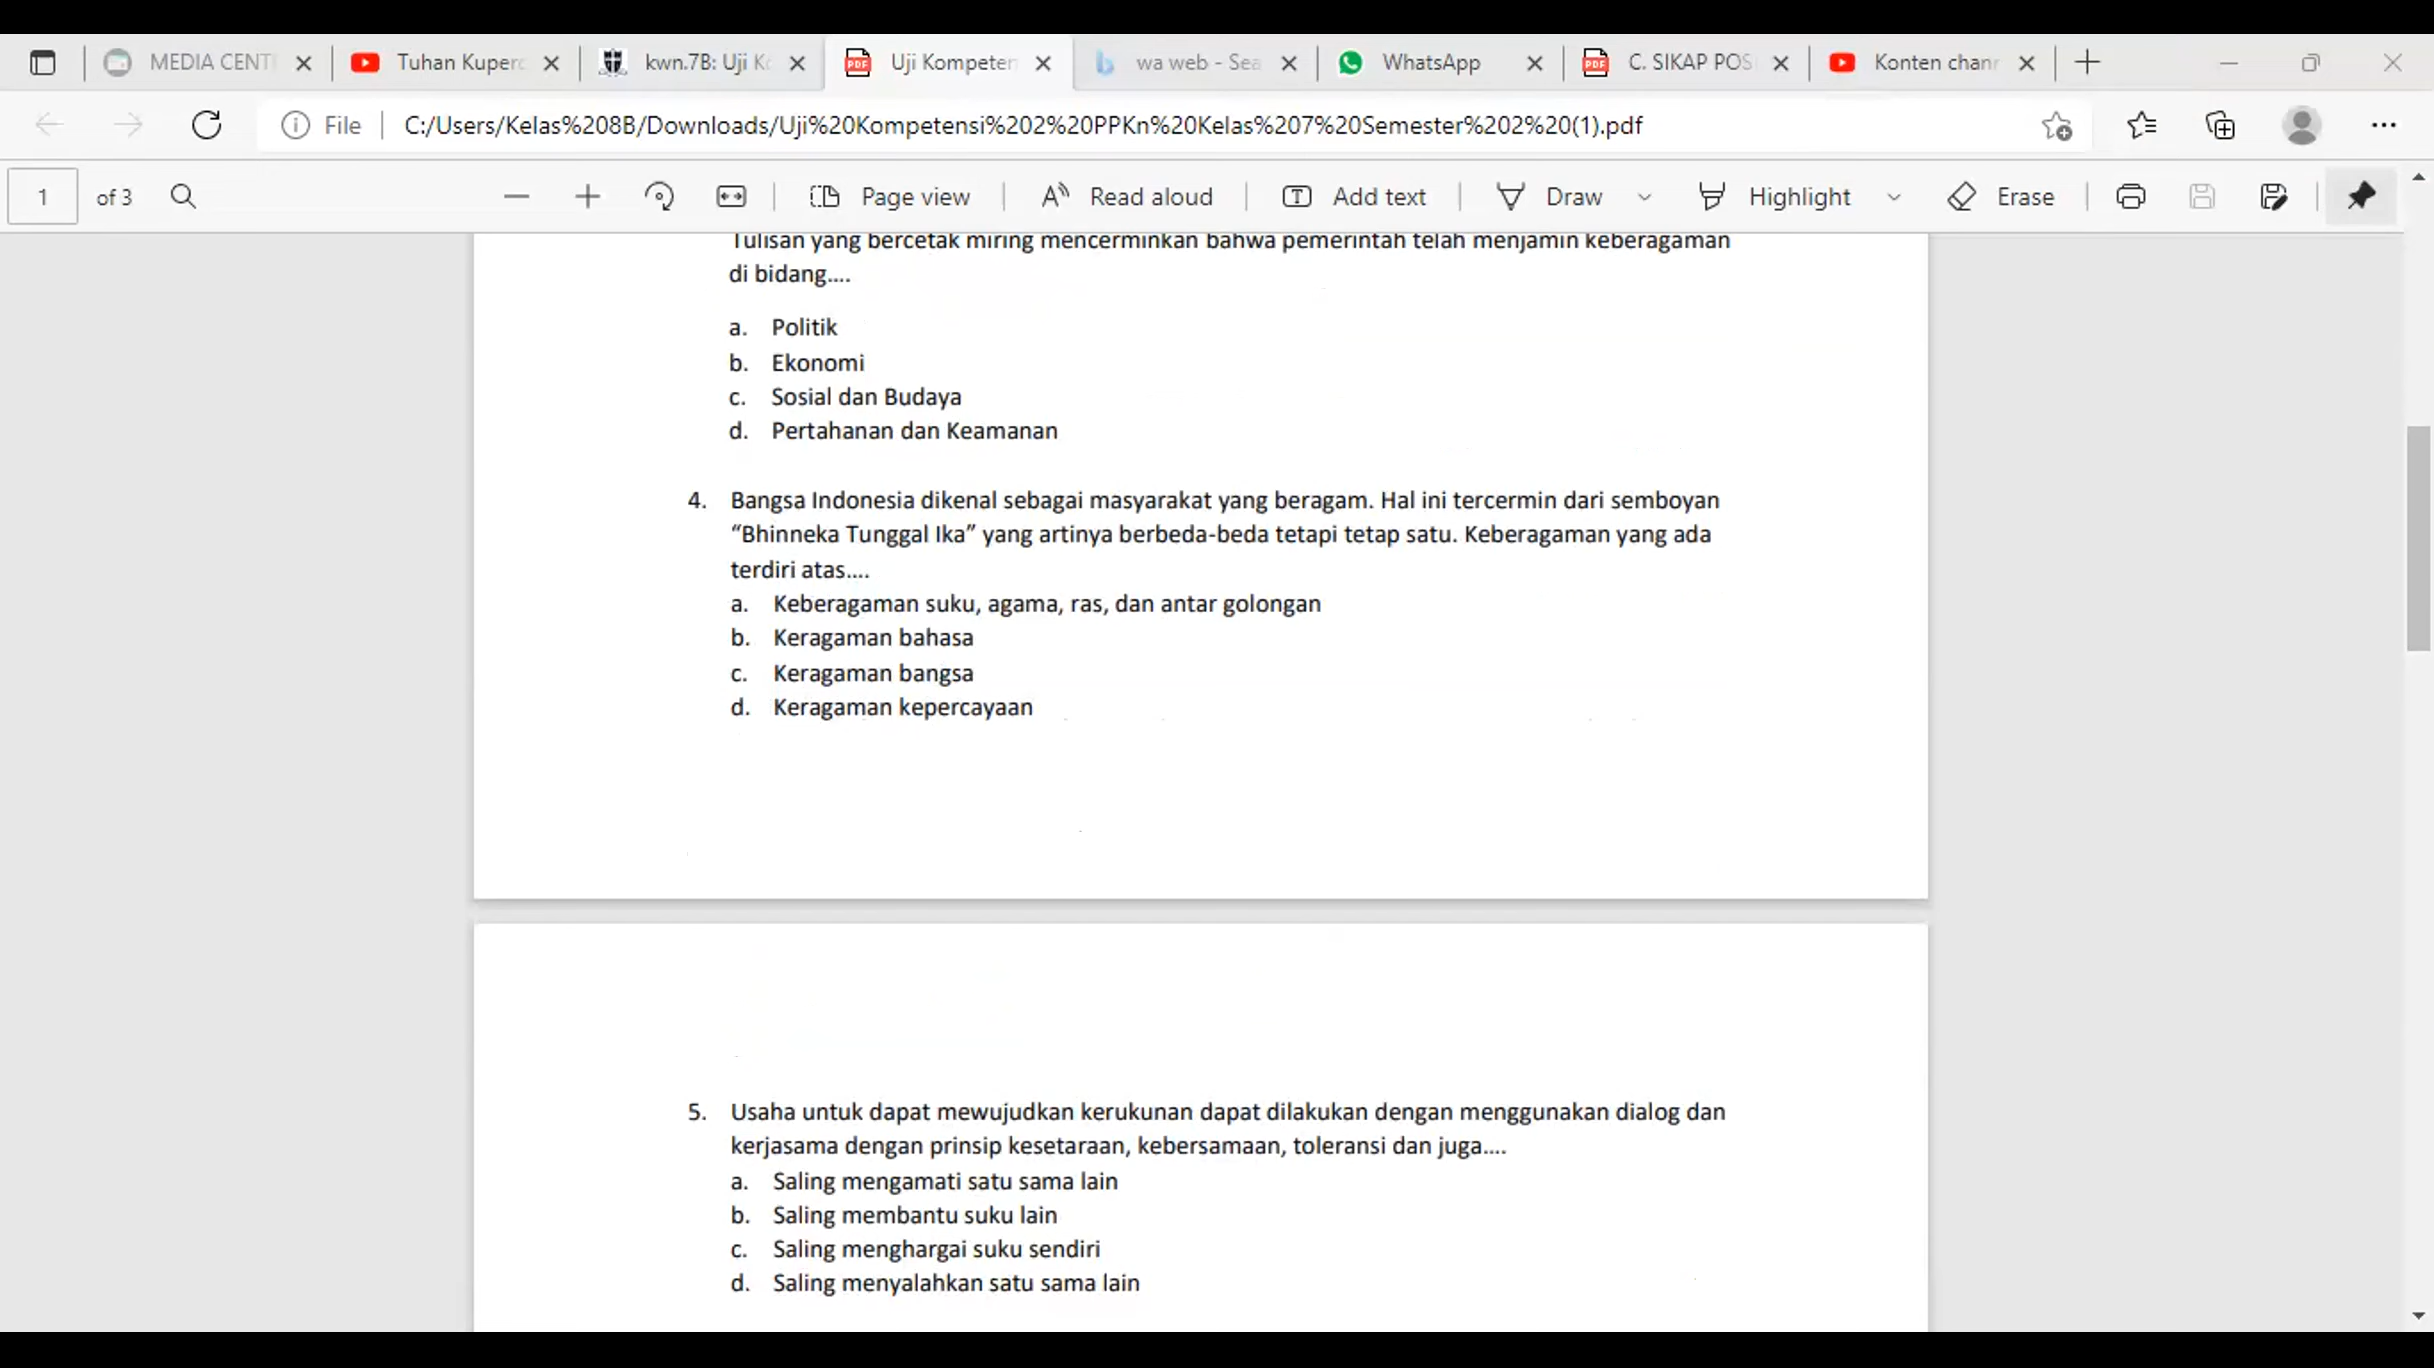 MEDIA CENT
Tuhan Kuperc
kwn.7B: Uji Ko
Uji Kompeten
wa web - Sea
WhatsApp
C. SIKAP POS
Konten chann
File
C:/Users/Kelas%208B/Downloads/Uji%20Kompetensi%202%20PPKn%20Kelas%207%20Semester%202%20(1).pdf
1 of 3
Page view
Read aloud
Add text
Draw
Highlight
Erase
Tulisan yang bercetak miring mencerminkan bahwa pemerintah telah menjamin keberagaman
di bidang....
a. Politik
b. Ekonomi
c. Sosial dan Budaya
d. Pertahanan dan Keamanan
4. Bangsa Indonesia dikenal sebagai masyarakat yang beragam. Hal ini tercermin dari semboyan
“Bhinneka Tunggal Ika” yang artinya berbeda-beda tetapi tetap satu. Keberagaman yang ada
terdiri atas....
a. Keberagaman suku, agama, ras, dan antar golongan
b. Keragaman bahasa
c. Keragaman bangsa
d. Keragaman kepercayaan
5. Usaha untuk dapat mewujudkan kerukunan dapat dilakukan dengan menggunakan dialog dan
kerjasama dengan prinsip kesetaraan, kebersamaan, toleransi dan juga....
a. Saling mengamati satu sama lain
b. Saling membantu suku lain
c. Saling menghargai suku sendiri
d. Saling menyalahkan satu sama lain